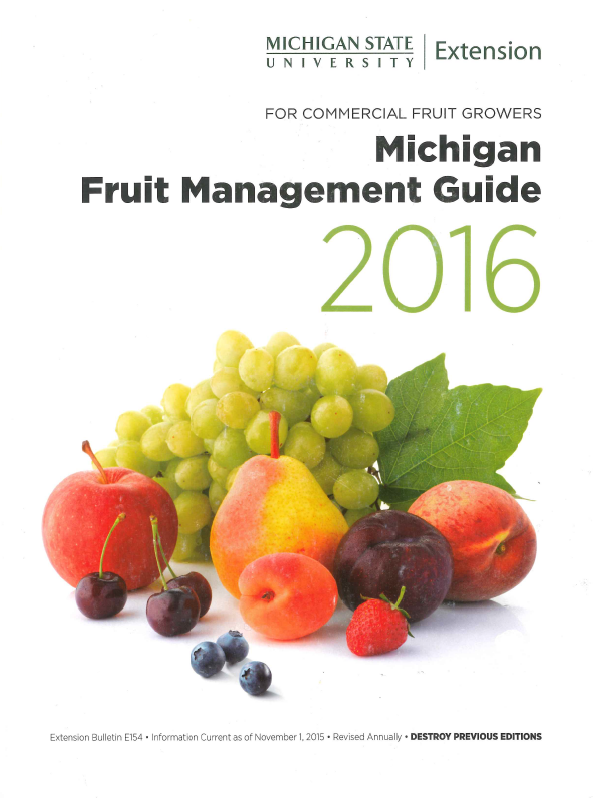 MICHIGAN STATE
UNIVERSITY
Extension
FOR COMMERCIAL FRUIT GROWERS
Michigan
Fruit Management Guide
2016
Extension Bulletin E154 • Information Current as of November 1, 2015 • Revised Annually • DESTROY PREVIOUS EDITIONS